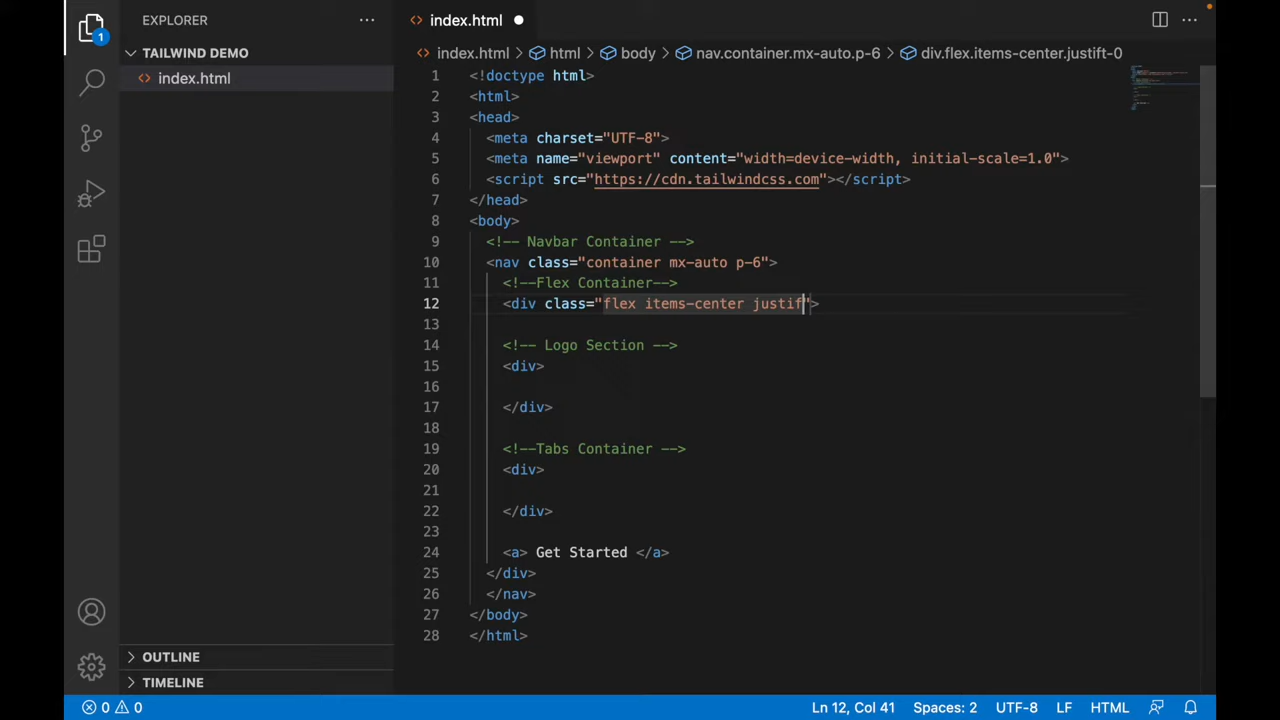 EXPLORER
index.html
1
TAILWIND DEMO
index.html
index.html > html > body > nav.container.mx-auto.p-6 > div.flex.items-center.justift-0
1 <!doctype html>
2 <html>
3 <head>
4 <meta charset="UTF-8">
5 <meta name="viewport" content="width=device-width, initial-scale=1.0">
6 <script src="https://cdn.tailwindcss.com"></script>
7 </head>
8 <body>
9 <!-- Navbar Container -->
10 <nav class="container mx-auto p-6">
11 <!--Flex Container-->
12 <div class="flex items-center justif">
13
14 <!-- Logo Section -->
15 <div>
16
17 </div>
18
19 <!--Tabs Container -->
20 <div>
21
22 </div>
23
24 <a> Get Started </a>
25 </div>
26 </nav>
27 </body>
28 </html>
OUTLINE
TIMELINE
0 0 Ln 12, Col 41 Spaces: 2 UTF-8 LF HTML